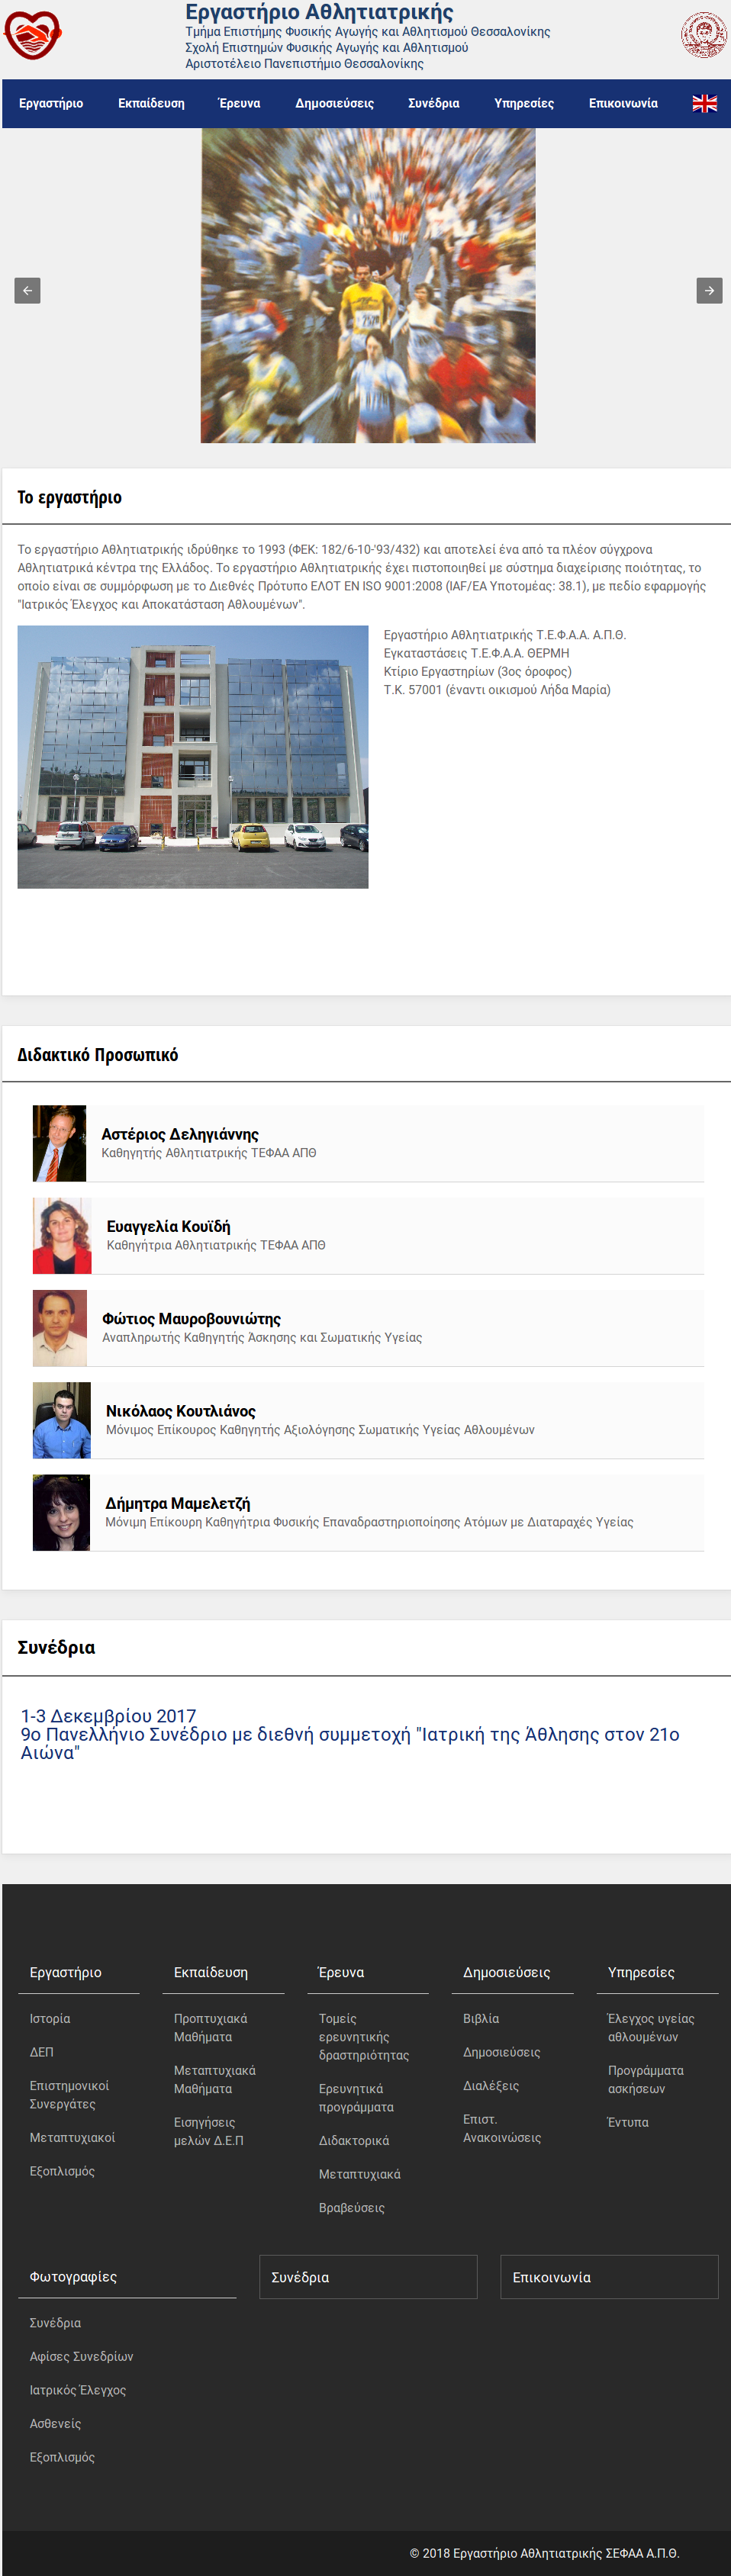 Εργαστήριο Αθλητιατρικής
Τμήμα Επιστήμης Φυσικής Αγωγής και Αθλητισμού Θεσσαλονίκης
Σχολή Επιστημών Φυσικής Αγωγής και Αθλητισμού
Αριστοτέλειο Πανεπιστήμιο Θεσσαλονίκης
Εργαστήριο Εκπαίδευση Έρευνα Δημοσιεύσεις Συνέδρια Υπηρεσίες Επικοινωνία
Το εργαστήριο
Το εργαστήριο Αθλητιατρικής ιδρύθηκε το 1993 (ΦΕΚ: 182/6-10-'93/432) και αποτελεί ένα από τα πλέον σύγχρονα
Αθλητιατρικά κέντρα της Ελλάδος. Το εργαστήριο Αθλητιατρικής έχει πιστοποιηθεί με σύστημα διαχείρισης ποιότητας, το
οποίο είναι σε συμμόρφωση με το Διεθνές Πρότυπο ΕΛΟΤ EN ISO 9001:2008 (IAF/EA Υποτομέας: 38.1), με πεδίο εφαρμογής
"Ιατρικός Έλεγχος και Αποκατάσταση Αθλουμένων".
Εργαστήριο Αθλητιατρικής Τ.Ε.Φ.Α.Α. Α.Π.Θ.
Εγκαταστάσεις Τ.Ε.Φ.Α.Α. ΘΕΡΜΗ
Κτίριο Εργαστηρίων (3ος όροφος)
Τ.Κ. 57001 (έναντι οικισμού Λήδα Μαρία)
Διδακτικό Προσωπικό
Αστέριος Δεληγιάννης
Καθηγητής Αθλητιατρικής ΤΕΦΑΑ ΑΠΘ
Ευαγγελία Κουϊδή
Καθηγήτρια Αθλητιατρικής ΤΕΦΑΑ ΑΠΘ
Φώτιος Μαυροβουνιώτης
Αναπληρωτής Καθηγητής Άσκησης και Σωματικής Υγείας
Νικόλαος Κουτλιάνος
Μόνιμος Επίκουρος Καθηγητής Αξιολόγησης Σωματικής Υγείας Αθλουμένων
Δήμητρα Μαμελετζή
Μόνιμη Επίκουρη Καθηγήτρια Φυσικής Επαναδραστηριοποίησης Ατόμων με Διαταραχές Υγείας
Συνέδρια
1-3 Δεκεμβρίου 2017
9ο Πανελλήνιο Συνέδριο με διεθνή συμμετοχή "Ιατρική της Άθλησης στον 21ο
Αιώνα"
Εργαστήριο
Ιστορία
ΔΕΠ
Επιστημονικοί
Συνεργάτες
Μεταπτυχιακοί
Εξοπλισμός
Εκπαίδευση
Προπτυχιακά
Μαθήματα
Μεταπτυχιακά
Μαθήματα
Εισηγήσεις
μελών Δ.Ε.Π
Έρευνα
Τομείς
ερευνητικής
δραστηριότητας
Ερευνητικά
προγράμματα
Διδακτορικά
Μεταπτυχιακά
Βραβεύσεις
Δημοσιεύσεις
Βιβλία
Δημοσιεύσεις
Διαλέξεις
Επιστ.
Ανακοινώσεις
Υπηρεσίες
Έλεγχος υγείας
αθλουμένων
Προγράμματα
ασκήσεων
Έντυπα
Φωτογραφίες
Συνέδρια
Αφίσες Συνεδρίων
Ιατρικός Έλεγχος
Ασθενείς
Εξοπλισμός
Συνέδρια
Επικοινωνία
© 2018 Εργαστήριο Αθλητιατρικής ΣΕΦΑΑ Α.Π.Θ.